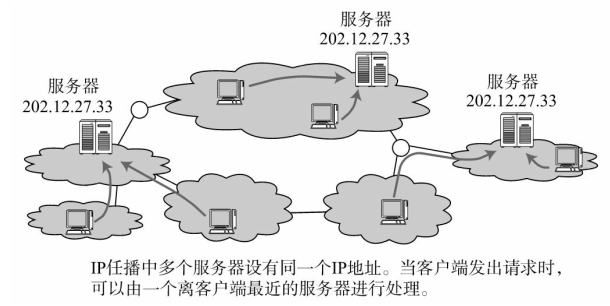 服务器
202.12.27.33
服务器
202.12.27.33
服务器
202.12.27.33
IP任播中多个服务器设有同一个IP地址。当客户端发出请求时，
可以由一个离客户端最近的服务器进行处理。